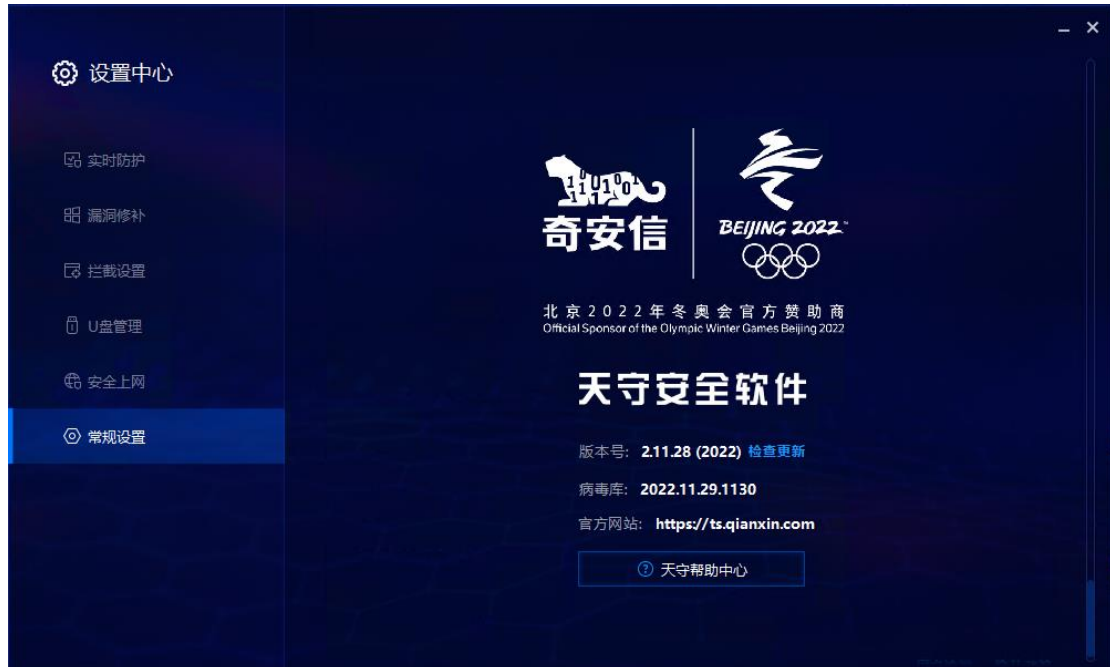 设置中心
实时防护
漏洞修补
拦截设置
U盘管理
安全上网
常规设置
奇安信
BEIJING 2022™
北京2022年冬奥会官方赞助商
Official Sponsor of the Olympic Winter Games Beijing 2022
天守安全软件
版本号: 2.11.28 (2022) 检查更新
病毒库: 2022.11.29.1130
官方网站: https://ts.qianxin.com
天守帮助中心